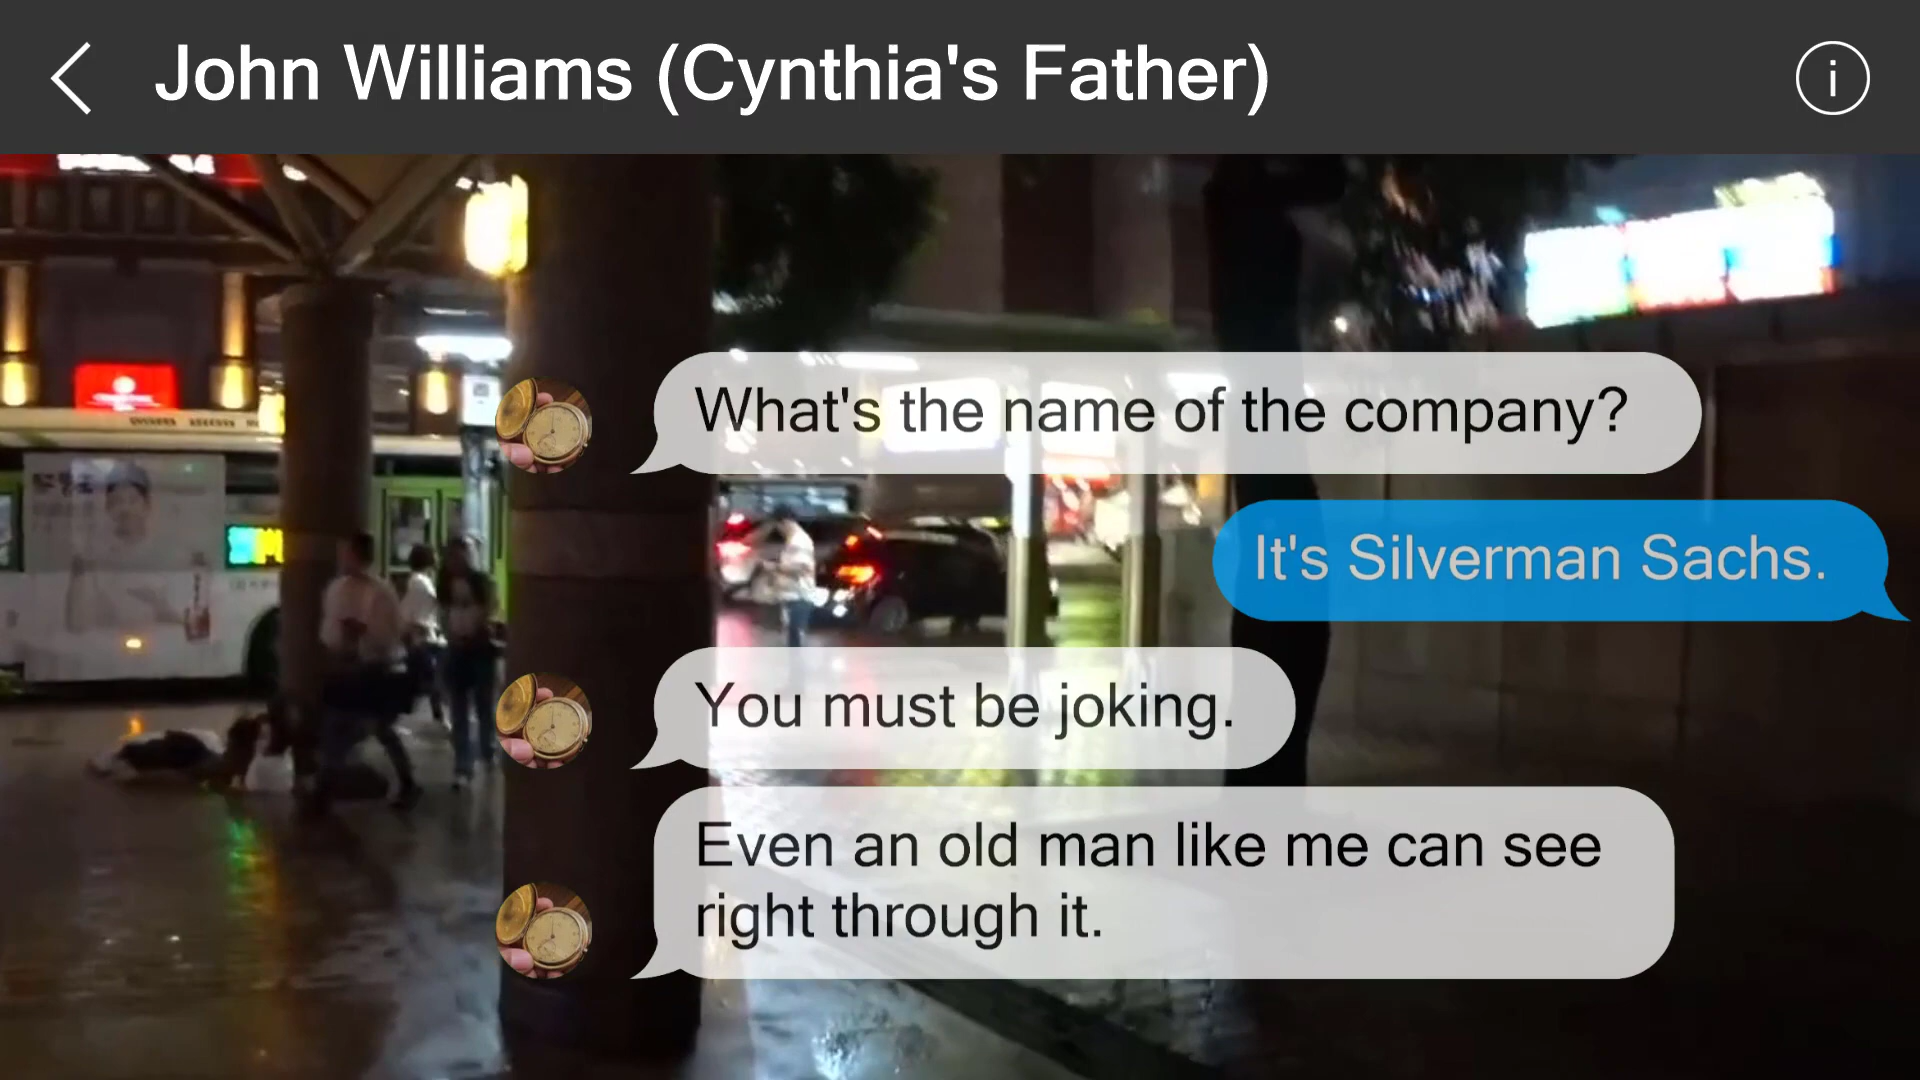 John Williams (Cynthia's Father)
What's the name of the company?
It's Silverman Sachs.
You must be joking.
Even an old man like me can see
right through it.